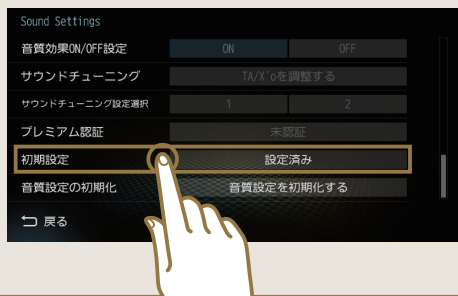 Sound Settings
音質効果ON/OFF設定 ON OFF
サウンドチューニング TA/X'oを調整する
サウンドチューニング設定選択 1 2
プレミアム認証 未認証
初期設定 設定済み
音質設定の初期化 音質設定を初期化する
戻る